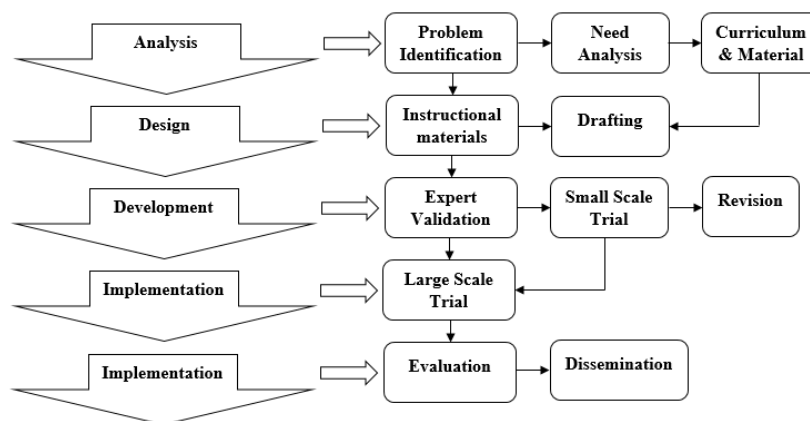 Analysis
Problem
Identification
Need
Analysis
Curriculum
& Material
Design
Instructional
materials
Drafting
Development
Expert
Validation
Small Scale
Trial
Revision
Implementation
Large Scale
Trial
Implementation
Evaluation
Dissemination